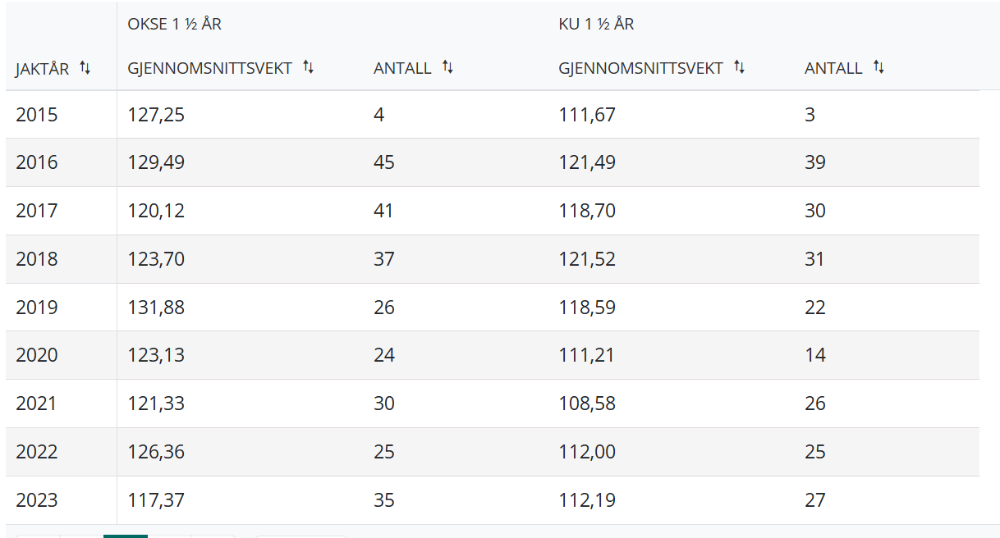 OKSE 1 ½ ÅR KU 1 ½ ÅR
JAKTÅR GJENNOMSNITTSVEKT ANTALL GJENNOMSNITTSVEKT ANTALL
2015 127,25 4 111,67 3
2016 129,49 45 121,49 39
2017 120,12 41 118,70 30
2018 123,70 37 121,52 31
2019 131,88 26 118,59 22
2020 123,13 24 111,21 14
2021 121,33 30 108,58 26
2022 126,36 25 112,00 25
2023 117,37 35 112,19 27